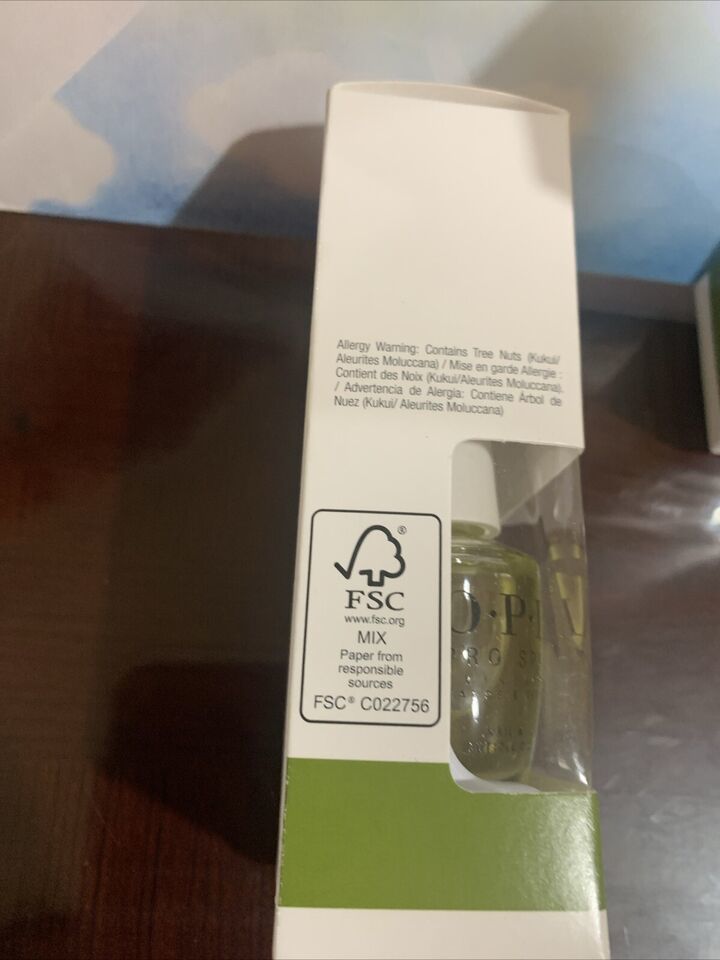 Allergy Warning: Contains Tree Nuts (Kukui/
Aleurites Moluccana) / Mise en garde Allergie :
Contient des Noix (Kukui/Aleurites Moluccana).
/ Advertencia de Alergia: Contiene Árbol de
Nuez (Kukui/ Aleurites Moluccana)
®
FSC
www.fsc.org
MIX
Paper from
responsible
sources
FSC® C022756
O·P·I
PRO